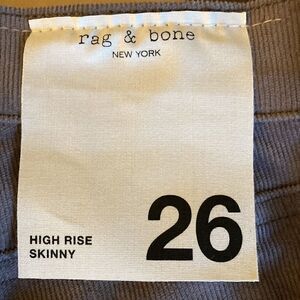 rag & bone
NEW YORK
HIGH RISE
SKINNY
26